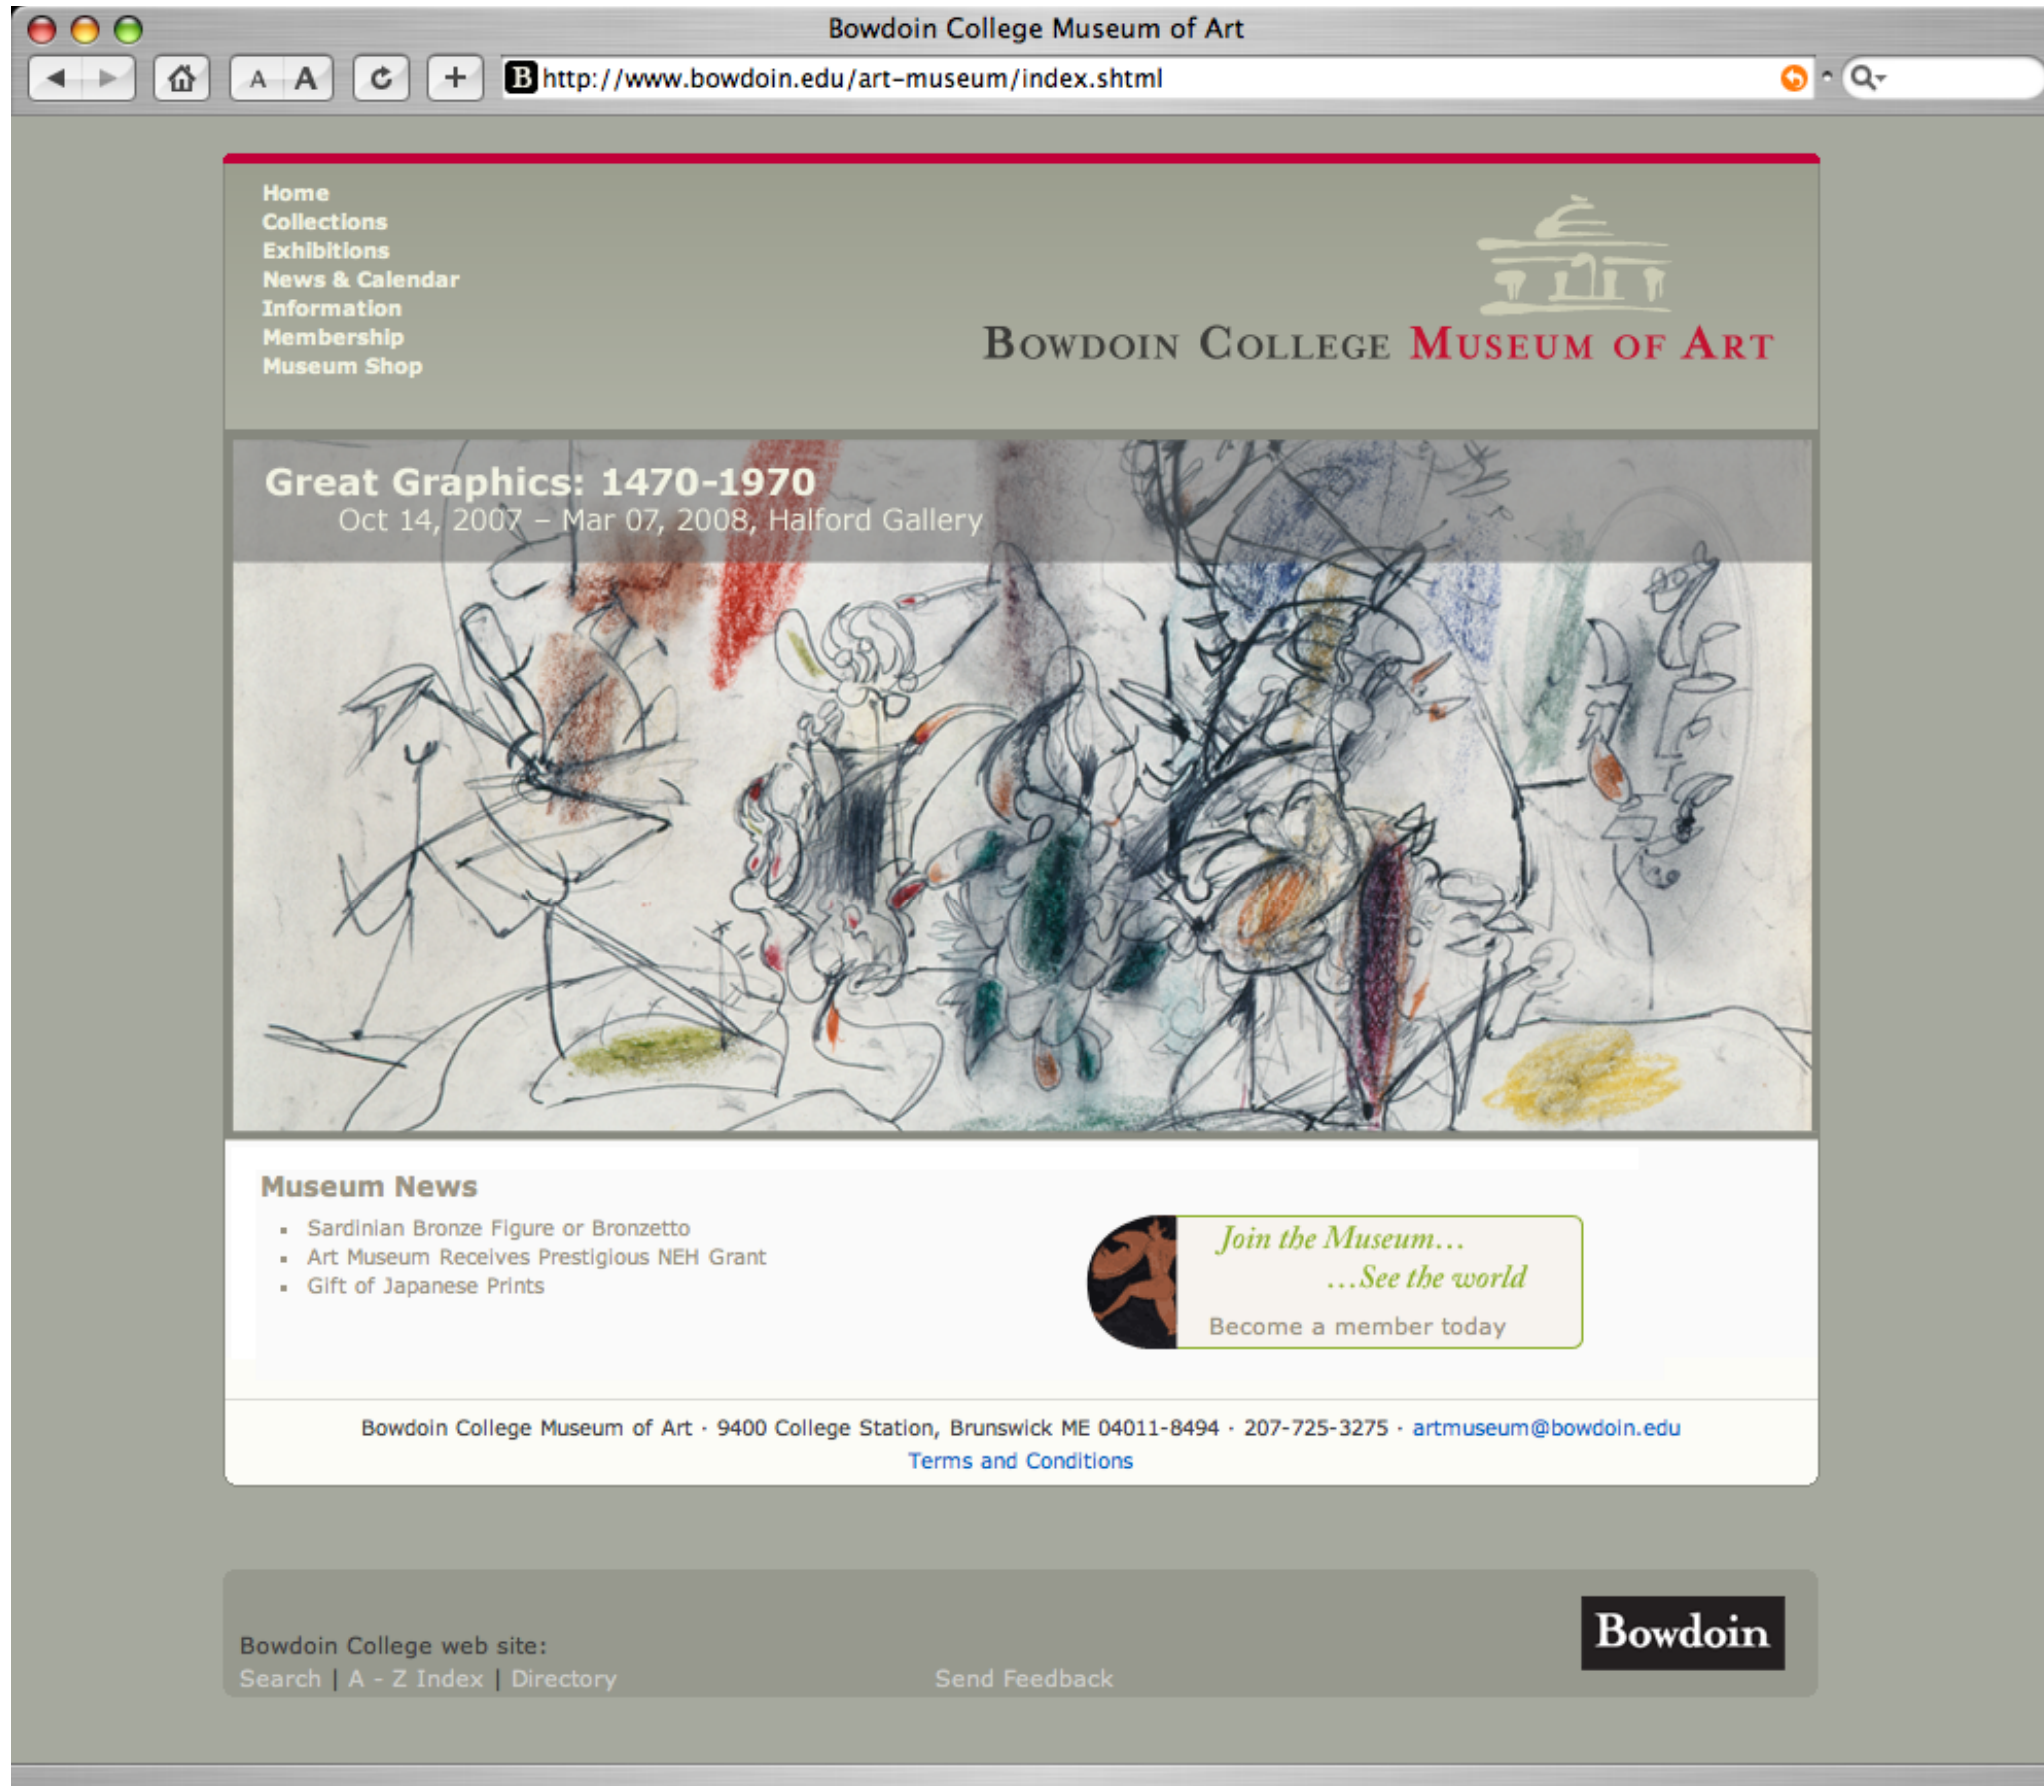 Bowdoin College Museum of Art
A A
B http://www.bowdoin.edu/art-museum/index.shtml
Home
Collections
Exhibitions
News & Calendar
Information
Membership
Museum Shop
Bowdoin College Museum of Art
Great Graphics: 1470-1970
Oct 14, 2007 – Mar 07, 2008, Halford Gallery
Museum News
Sardinian Bronze Figure or Bronzetto
Art Museum Receives Prestigious NEH Grant
Gift of Japanese Prints
Join the Museum...
...See the world
Become a member today
Bowdoin College Museum of Art · 9400 College Station, Brunswick ME 04011-8494 · 207-725-3275 · artmuseum@bowdoin.edu
Terms and Conditions
Bowdoin
Bowdoin College web site:
Search | A - Z Index | Directory
Send Feedback